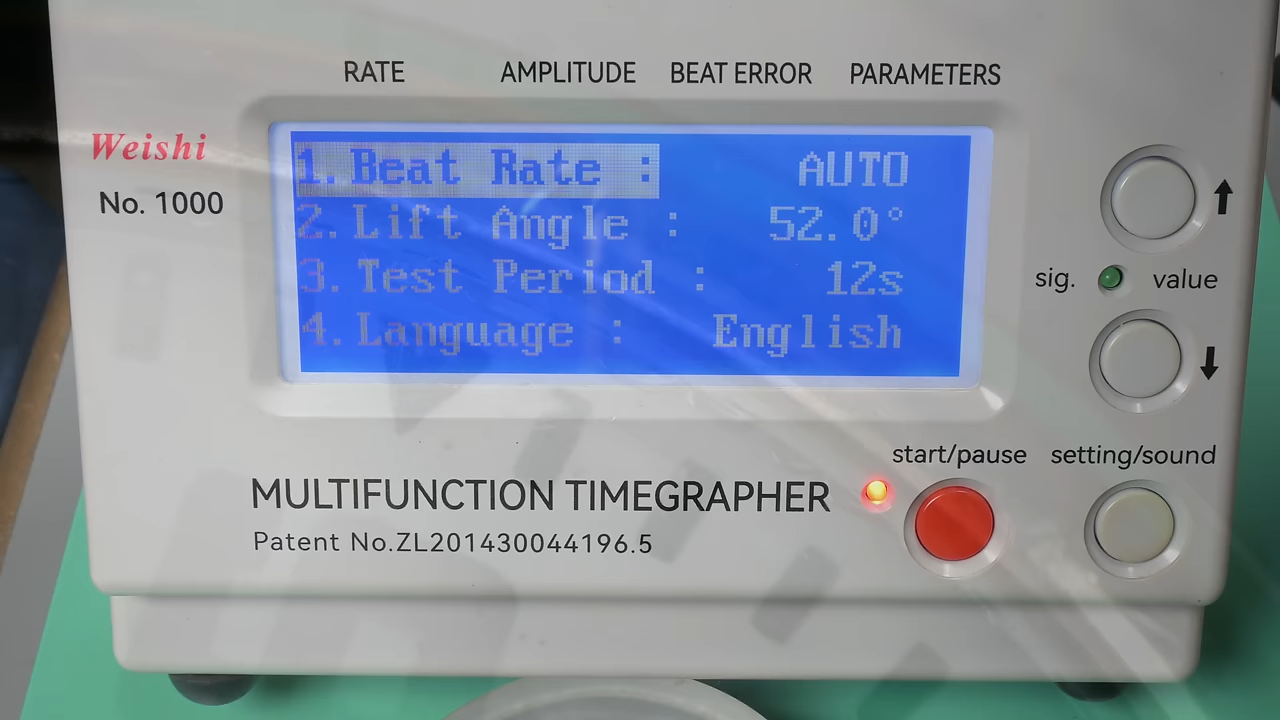 RATE AMPLITUDE BEAT ERROR PARAMETERS
Weishi
No. 1000
1.Beat Rate : AUTO
2.Lift Angle : 52.0°
3.Test Period : 12s
4.Language : English
↑
sig. value
↓
start/pause setting/sound
MULTIFUNCTION TIMEGRAPHER
Patent No.ZL201430044196.5